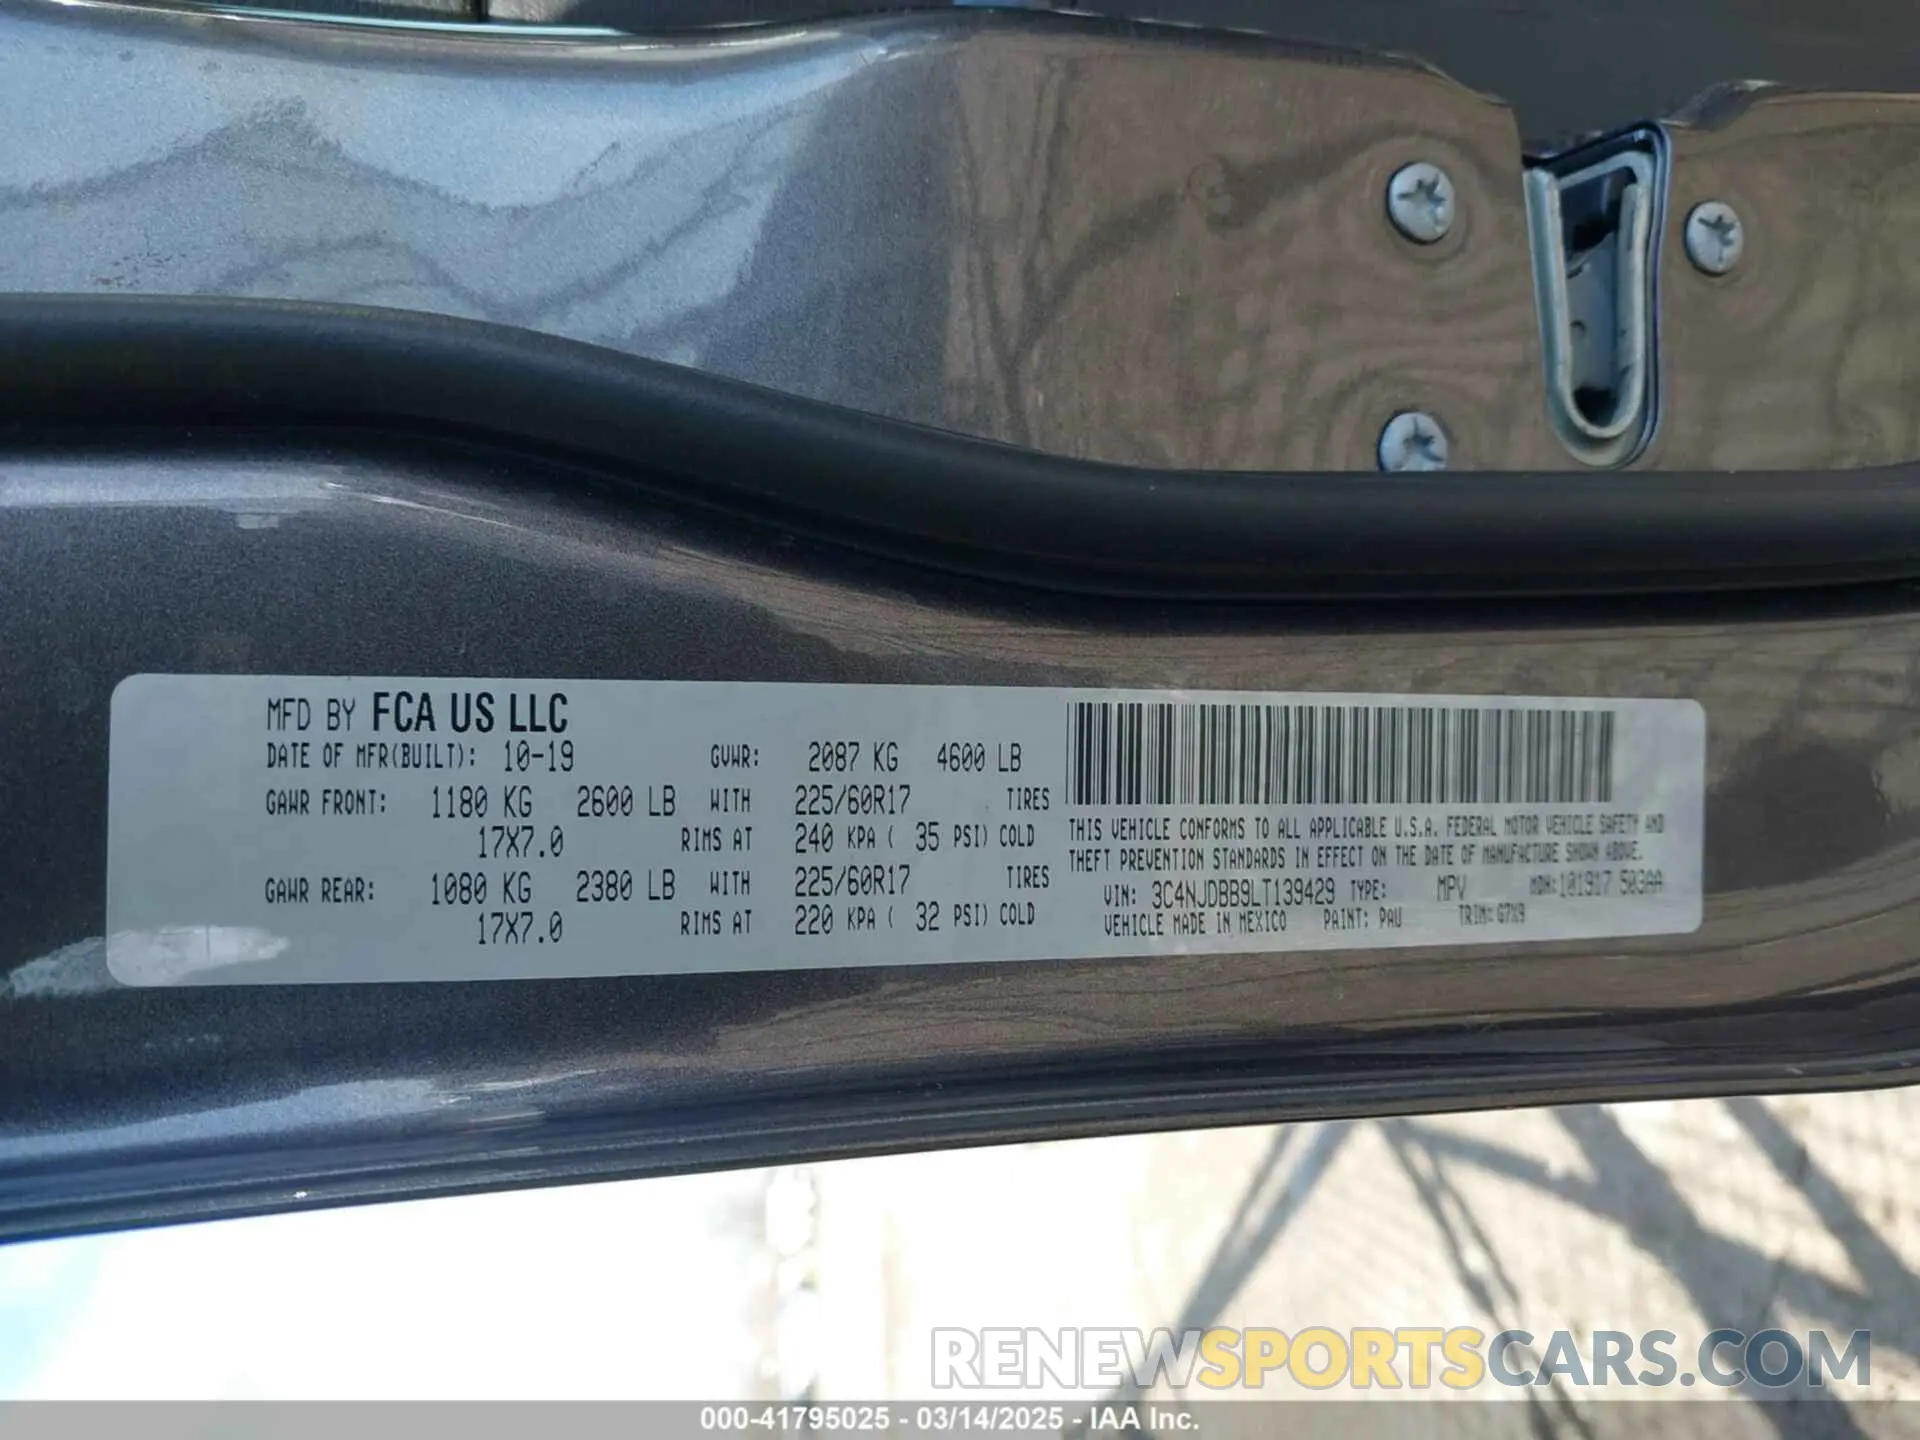 MFD BY FCA US LLC
DATE OF MFR(BUILT): 10-19 GVWR: 2087 KG 4600 LB
GAWR FRONT: 1180 KG 2600 LB WITH 225/60R17 TIRES
17X7.0 RIMS AT 240 KPA ( 35 PSI) COLD
GAWR REAR: 1080 KG 2380 LB WITH 225/60R17 TIRES
17X7.0 RIMS AT 220 KPA ( 32 PSI) COLD
THIS VEHICLE CONFORMS TO ALL APPLICABLE U.S.A. FEDERAL MOTOR VEHICLE SAFETY AND
THEFT PREVENTION STANDARDS IN EFFECT ON THE DATE OF MANUFACTURE SHOWN ABOVE.
VIN: 3C4NJDBB9LT139429 TYPE: MPV MDH:101917 503AA
VEHICLE MADE IN MEXICO PAINT: PAU TRIM: G7X9
RENEWSPORTSCARS.COM
000-41795025 - 03/14/2025 - IAA Inc.